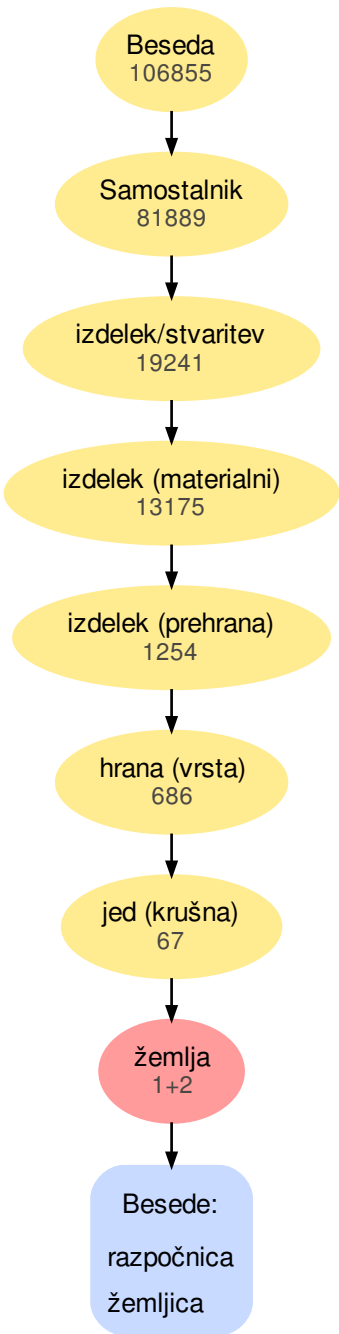 Beseda
106855
Samostalnik
81889
izdelek/stvaritev
19241
izdelek (materialni)
13175
izdelek (prehrana)
1254
hrana (vrsta)
686
jed (krušna)
67
žemlja
1+2
Besede:
razpočnica
žemljica